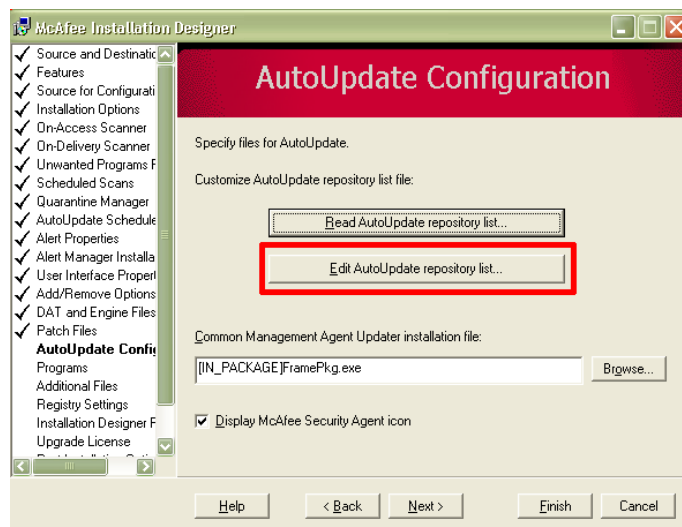 McAfee Installation Designer
Source and Destinatic
Features
Source for Configurati
Installation Options
On-Access Scanner
On-Delivery Scanner
Unwanted Programs F
Scheduled Scans
Quarantine Manager
AutoUpdate Schedule
Alert Properties
Alert Manager Installa
User Interface Propert
Add/Remove Options
DAT and Engine Files
Patch Files
AutoUpdate Config
Programs
Additional Files
Registry Settings
Installation Designer F
Upgrade License
AutoUpdate Configuration
Specify files for AutoUpdate.
Customize AutoUpdate repository list file:
Read AutoUpdate repository list...
Edit AutoUpdate repository list...
Common Management Agent Updater installation file:
[IN_PACKAGE]FramePkg.exe
Browse...
Display McAfee Security Agent icon
Help
< Back
Next >
Finish
Cancel